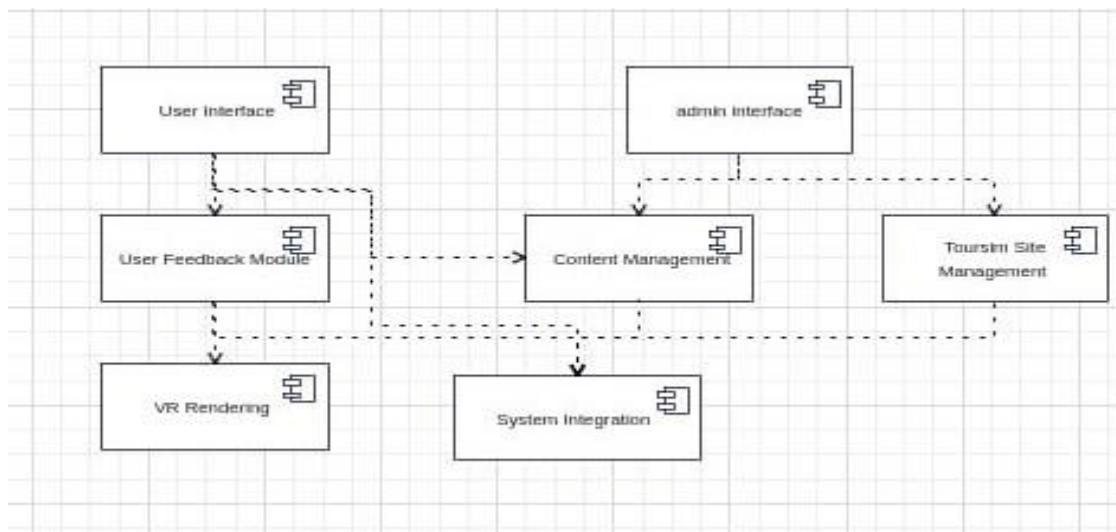 User Interface
admin interface
User Feedback Module
Content Management
Toursim Site
Management
VR Rendering
System Integration